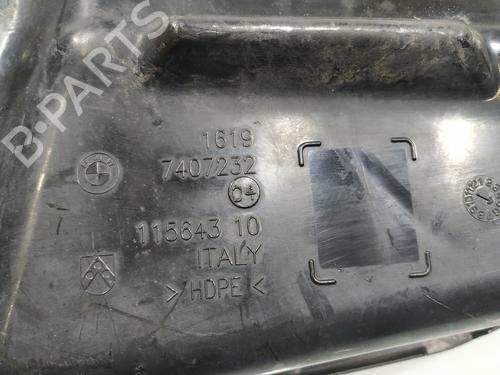 B-PARTS
1619
7407232
04
115643 10
ITALY
>HDPE<